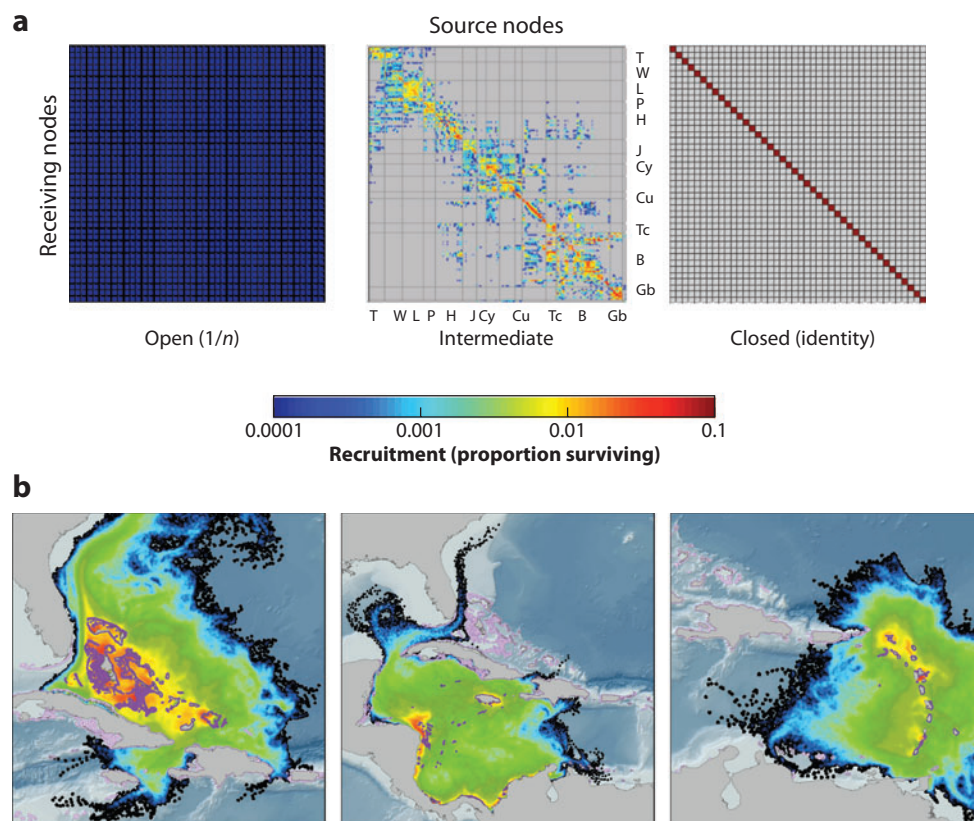 a
Source nodes
Receiving nodes
T
W
L
P
H
J
Cy
Cu
Tc
B
Gb
T W L P H J Cy Cu Tc B Gb
Open (1/n)
Intermediate
Closed (identity)
0.0001 0.001 0.01 0.1
Recruitment (proportion surviving)
b